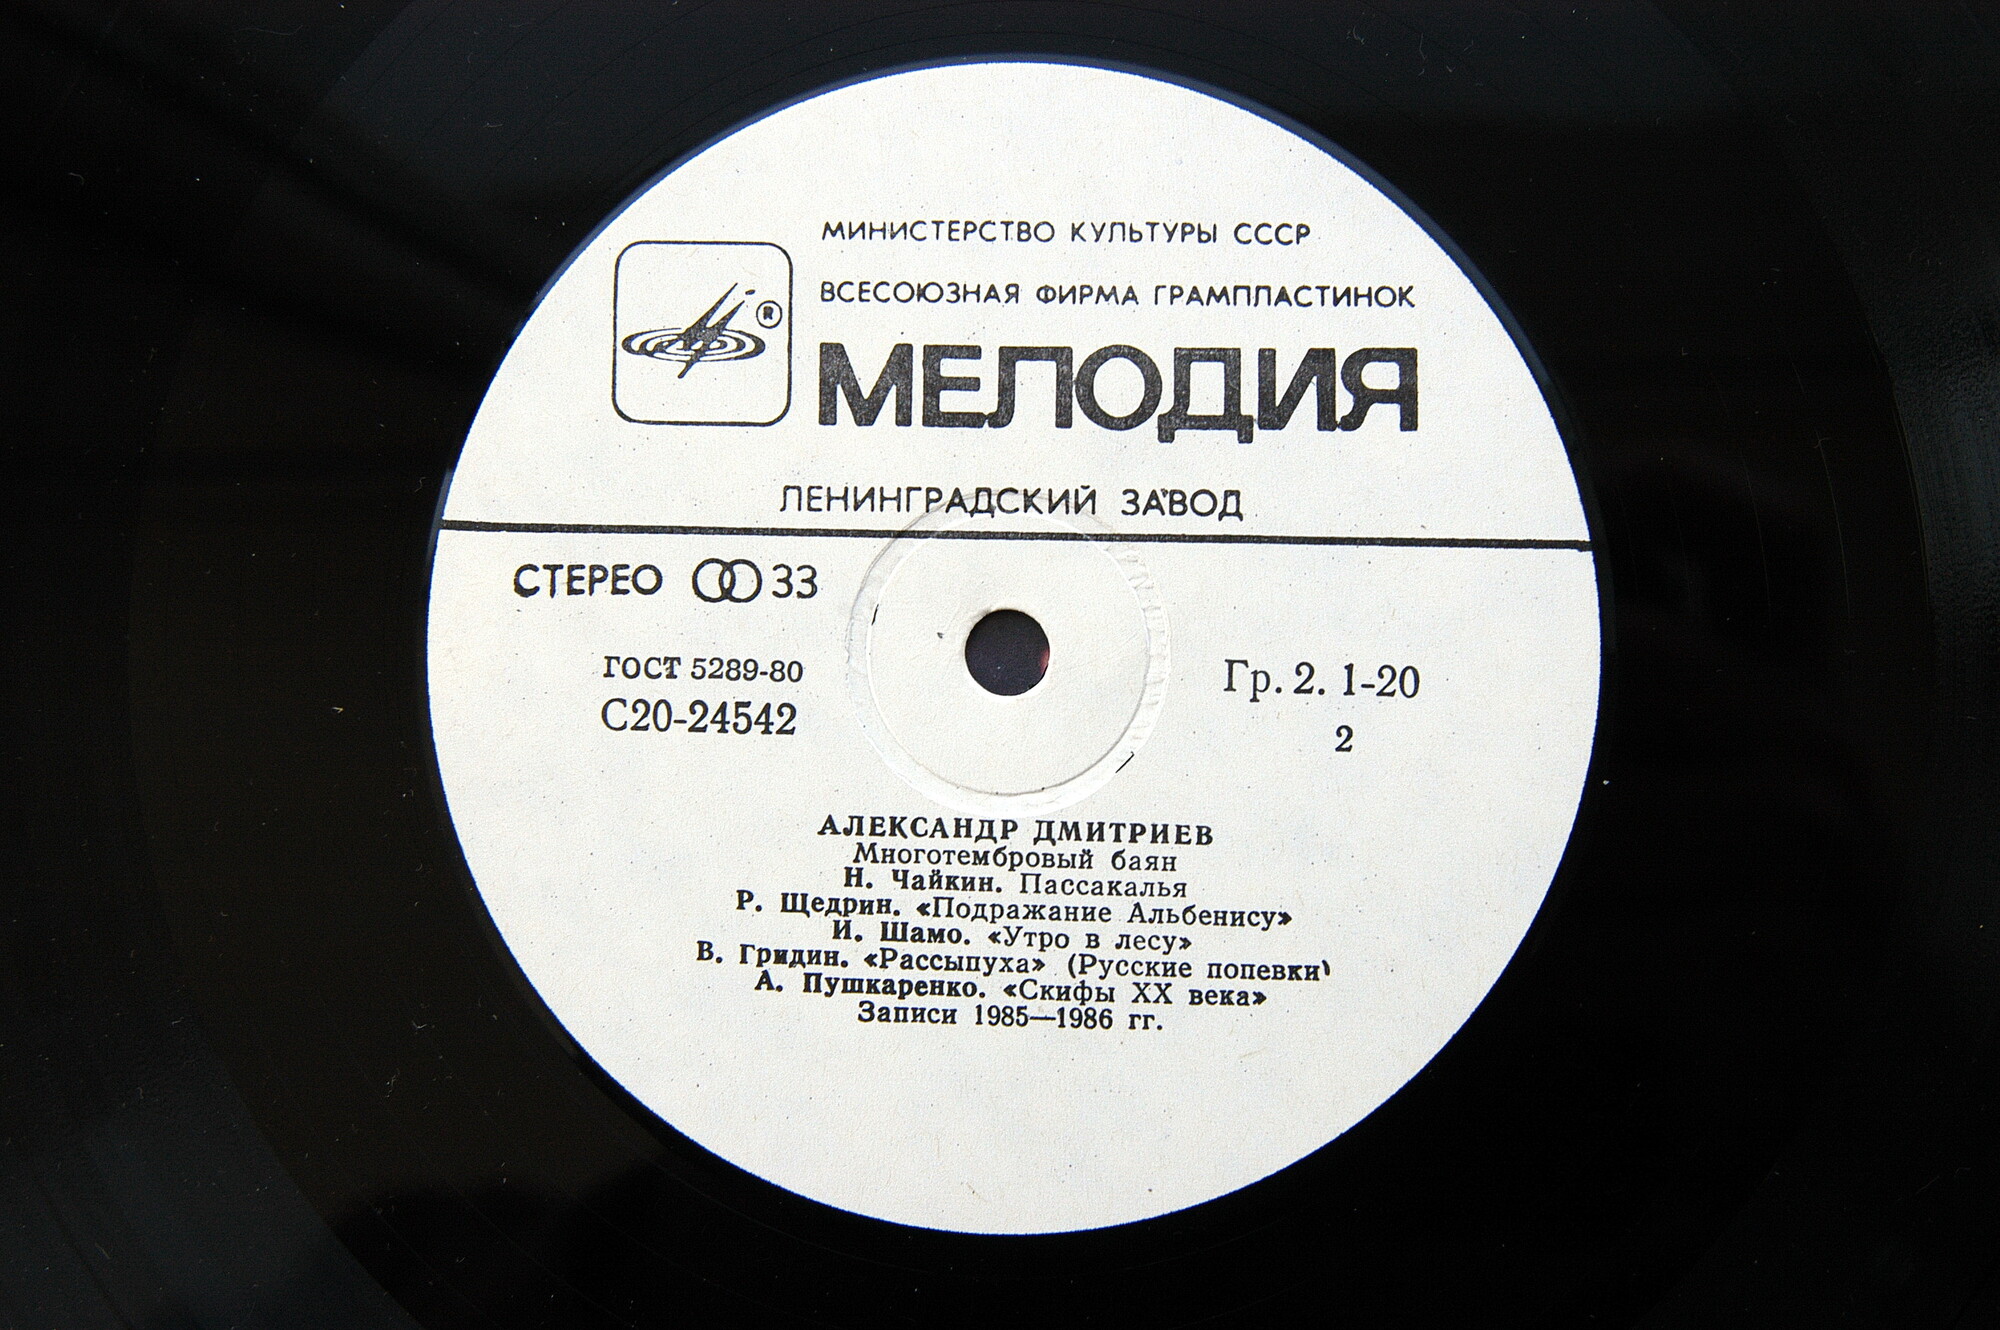 МИНИСТЕРСТВО КУЛЬТУРЫ СССР
ВСЕСОЮЗНАЯ ФИРМА ГРАМПЛАСТИНОК
®
МЕЛОДИЯ
ЛЕНИНГРАДСКИЙ ЗАВОД
СТЕРЕО 33
ГОСТ 5289-80
С20-24542
Гр. 2. 1-20
2
АЛЕКСАНДР ДМИТРИЕВ
Многотембровый баян
Н. Чайкин. Пассакалья
Р. Щедрин. «Подражание Альбенису»
И. Шамо. «Утро в лесу»
В. Гридин. «Рассыпуха» (Русские попевки)
А. Пушкаренко. «Скифы XX века»
Записи 1985—1986 гг.